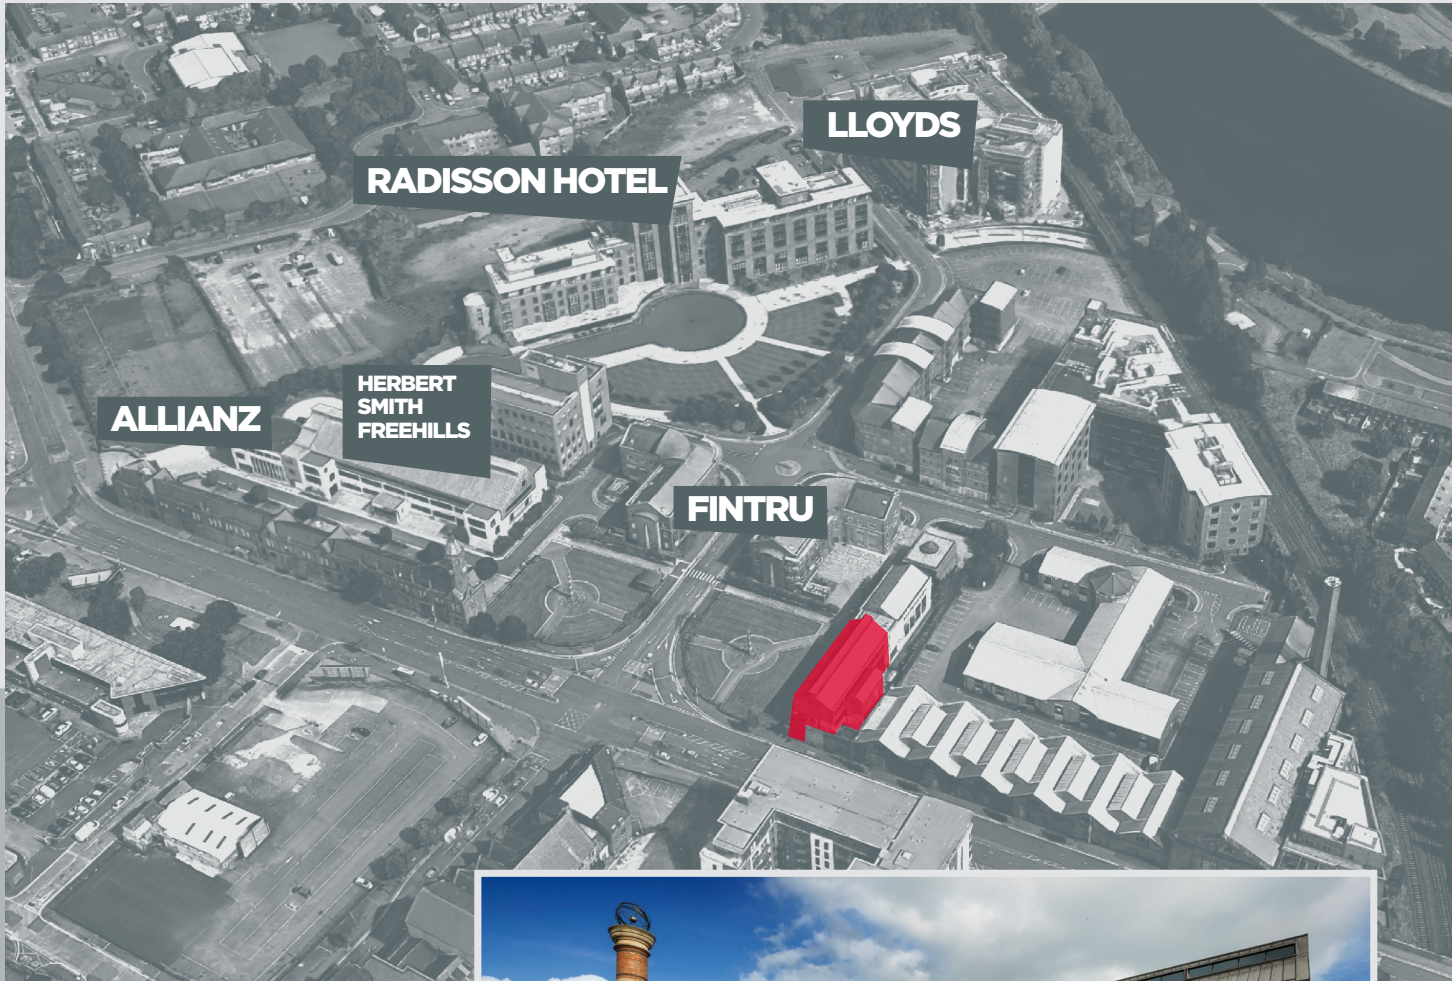 LLOYDS
RADISSON HOTEL
HERBERT
SMITH
FREEHILLS
ALLIANZ
FINTRU